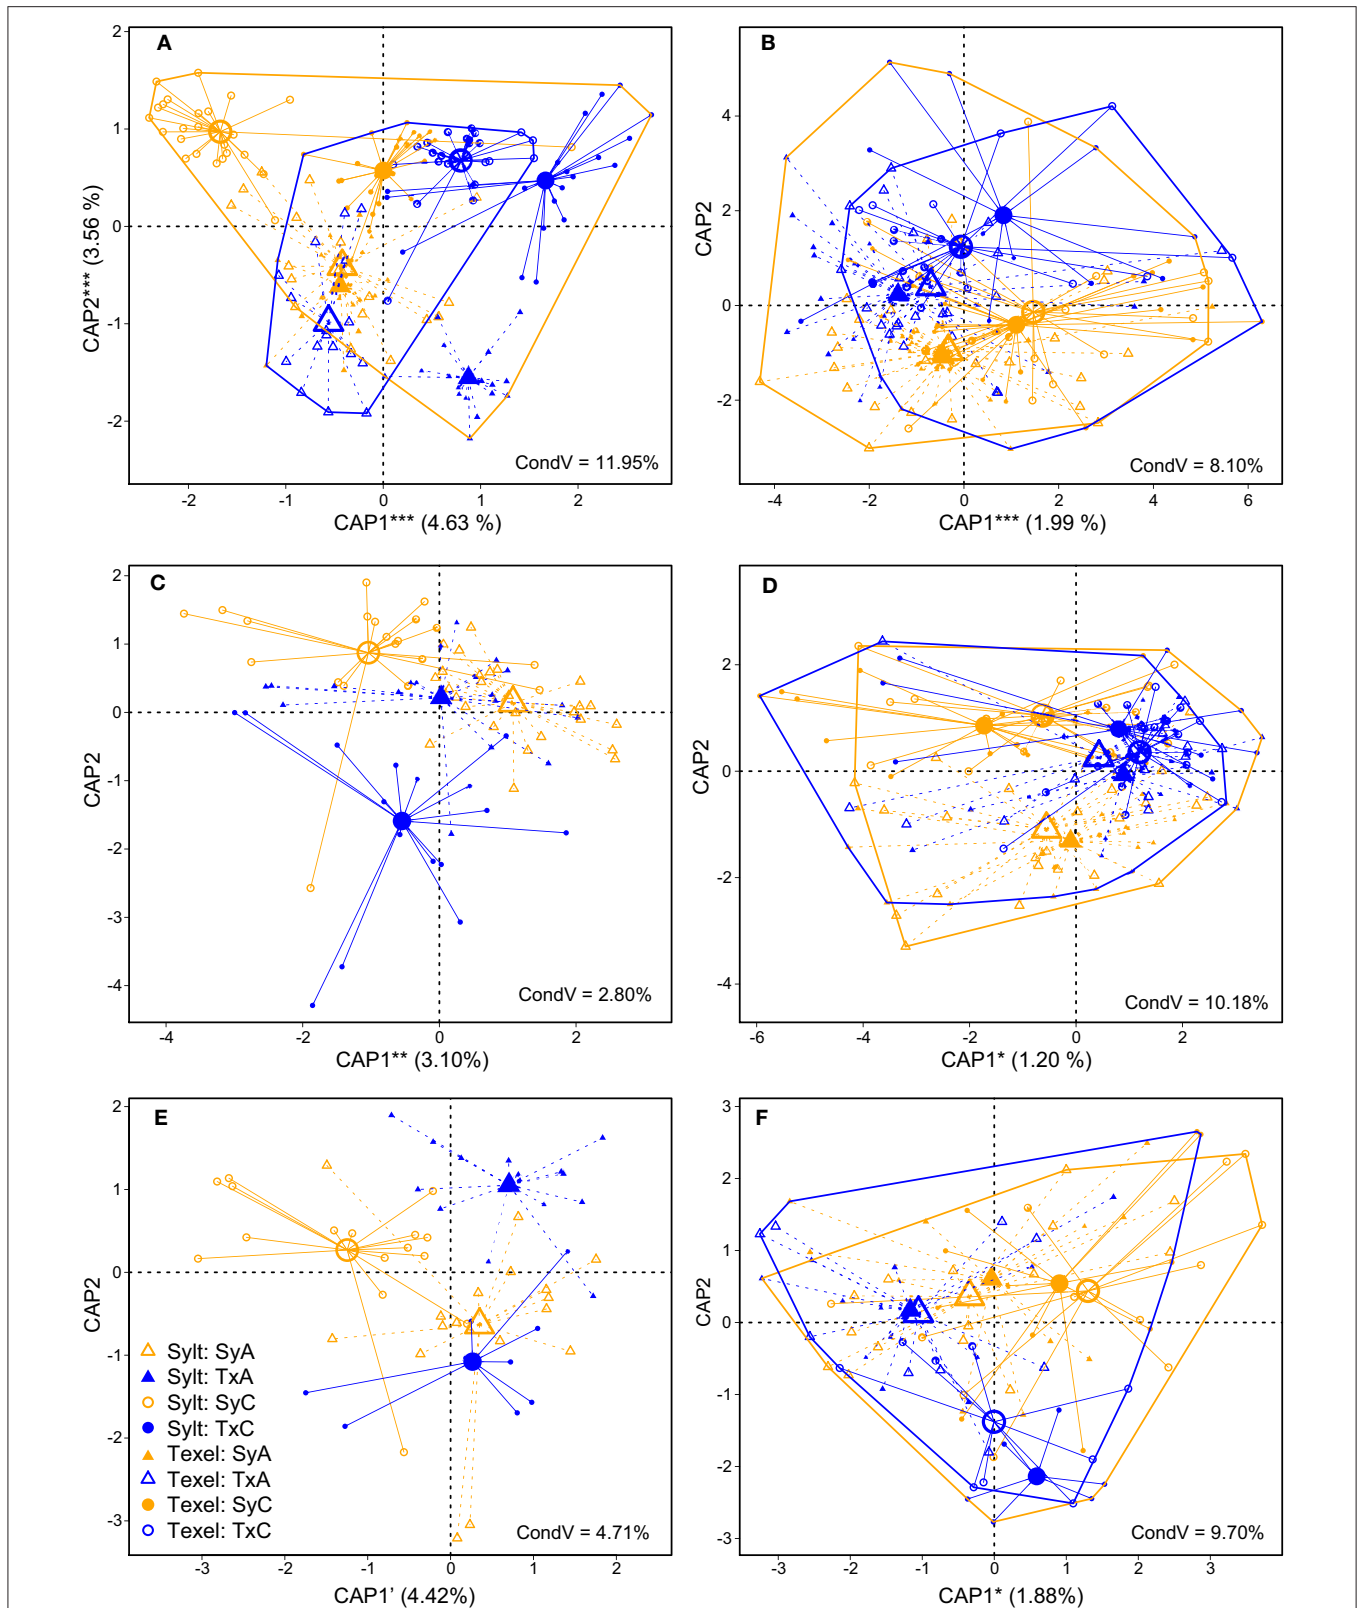 A
2
1
0
-1
-2
CAP2*** (3.56 %)
CondV = 11.95%
-2
-1
0
1
2
CAP1*** (4.63 %)
B
4
2
0
-2
CAP2
CondV = 8.10%
-4
-2
0
2
4
6
CAP1*** (1.99 %)
C
2
1
0
-1
-2
-3
-4
CAP2
CondV = 2.80%
-4
-2
0
2
CAP1** (3.10%)
D
2
0
-2
-4
CAP2
CondV = 10.18%
-6
-4
-2
0
2
CAP1* (1.20 %)
E
2
1
0
-1
-2
-3
CAP2
Sylt: SyA
Sylt: TxA
Sylt: SyC
Sylt: TxC
Texel: SyA
Texel: TxA
Texel: SyC
Texel: TxC
CondV = 4.71%
-3
-2
-1
0
1
2
CAP1’ (4.42%)
F
3
2
1
0
-1
-2
-3
CAP2
CondV = 9.70%
-3
-2
-1
0
1
2
3
CAP1* (1.88%)